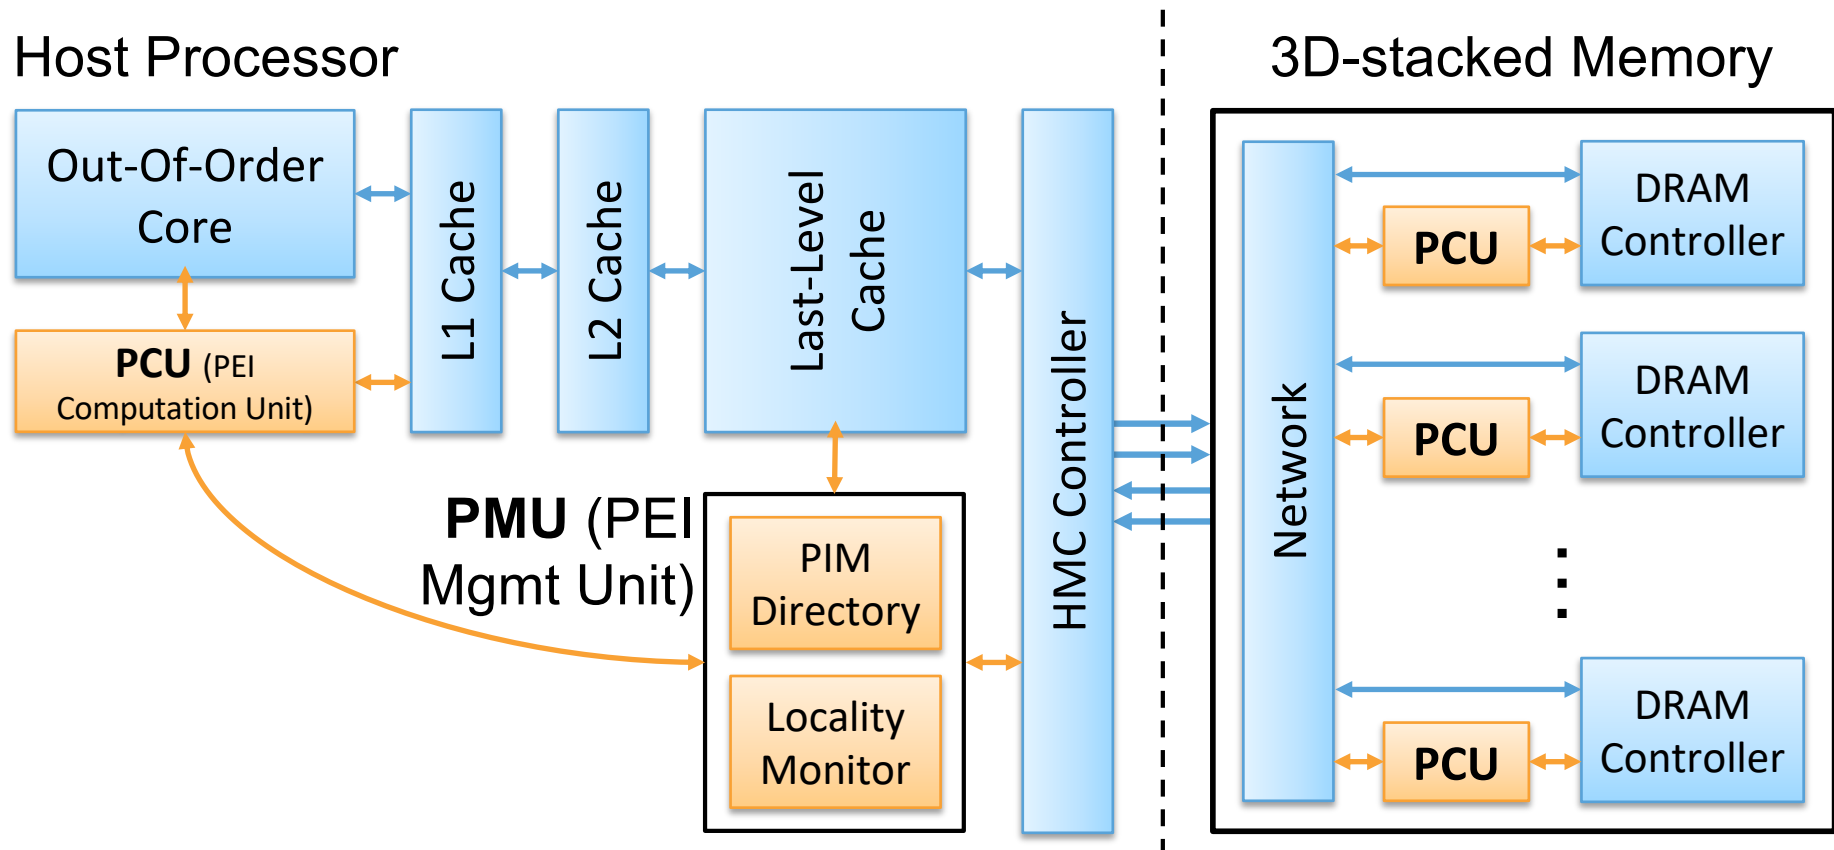 Host Processor
3D-stacked Memory
Out-Of-Order
Core
PCU (PEI
Computation Unit)
L1 Cache
L2 Cache
Last-Level
Cache
PMU (PEI
Mgmt Unit)
PIM
Directory
Locality
Monitor
HMC Controller
Network
DRAM
Controller
PCU
DRAM
Controller
PCU
DRAM
Controller
PCU